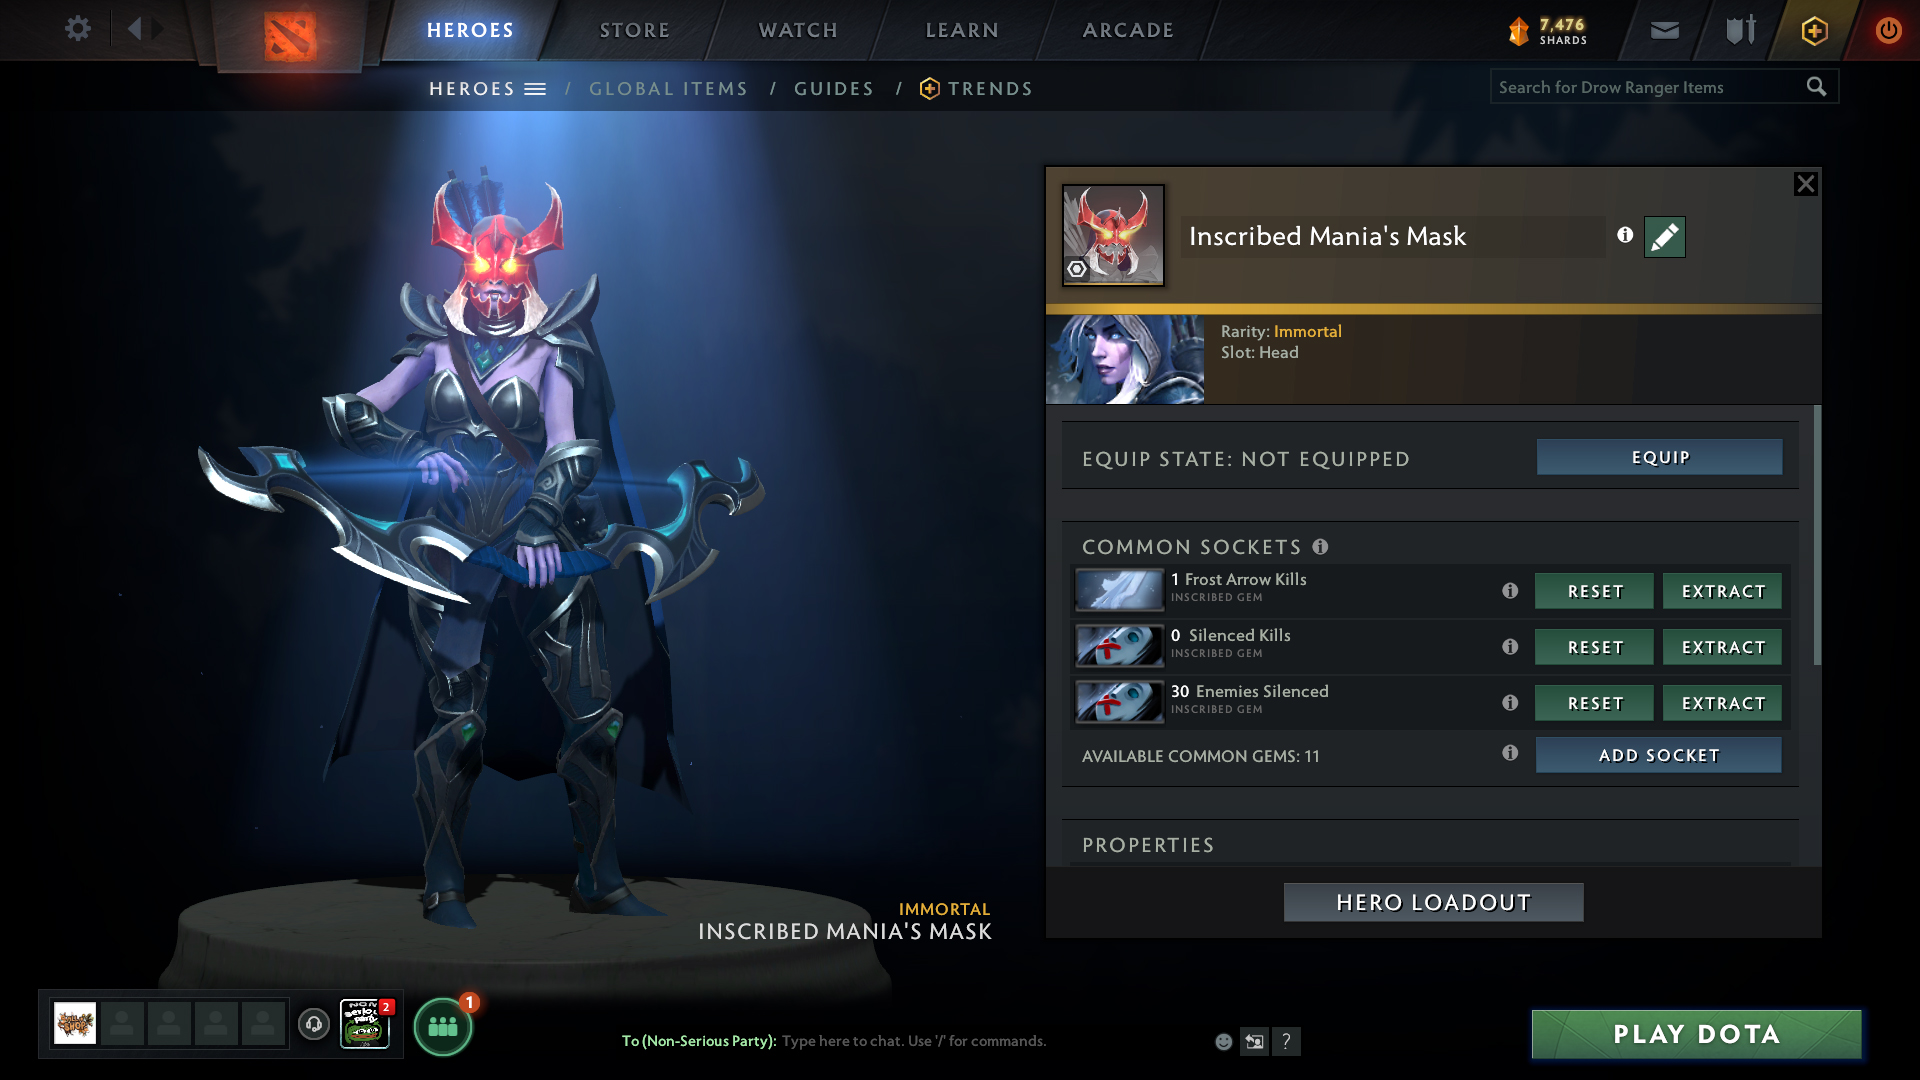 HEROES
STORE
WATCH
LEARN
ARCADE
7,476
SHARDS
HEROES / GLOBAL ITEMS / GUIDES / TRENDS
Search for Drow Ranger Items
Inscribed Mania's Mask
Rarity: Immortal
Slot: Head
EQUIP STATE: NOT EQUIPPED
EQUIP
COMMON SOCKETS
1 Frost Arrow Kills
INSCRIBED GEM
RESET
EXTRACT
0 Silenced Kills
INSCRIBED GEM
RESET
EXTRACT
30 Enemies Silenced
INSCRIBED GEM
RESET
EXTRACT
AVAILABLE COMMON GEMS: 11
ADD SOCKET
PROPERTIES
HERO LOADOUT
IMMORTAL
INSCRIBED MANIA'S MASK
NON
serious
party
2
1
To (Non-Serious Party): Type here to chat. Use '/' for commands.
?
PLAY DOTA